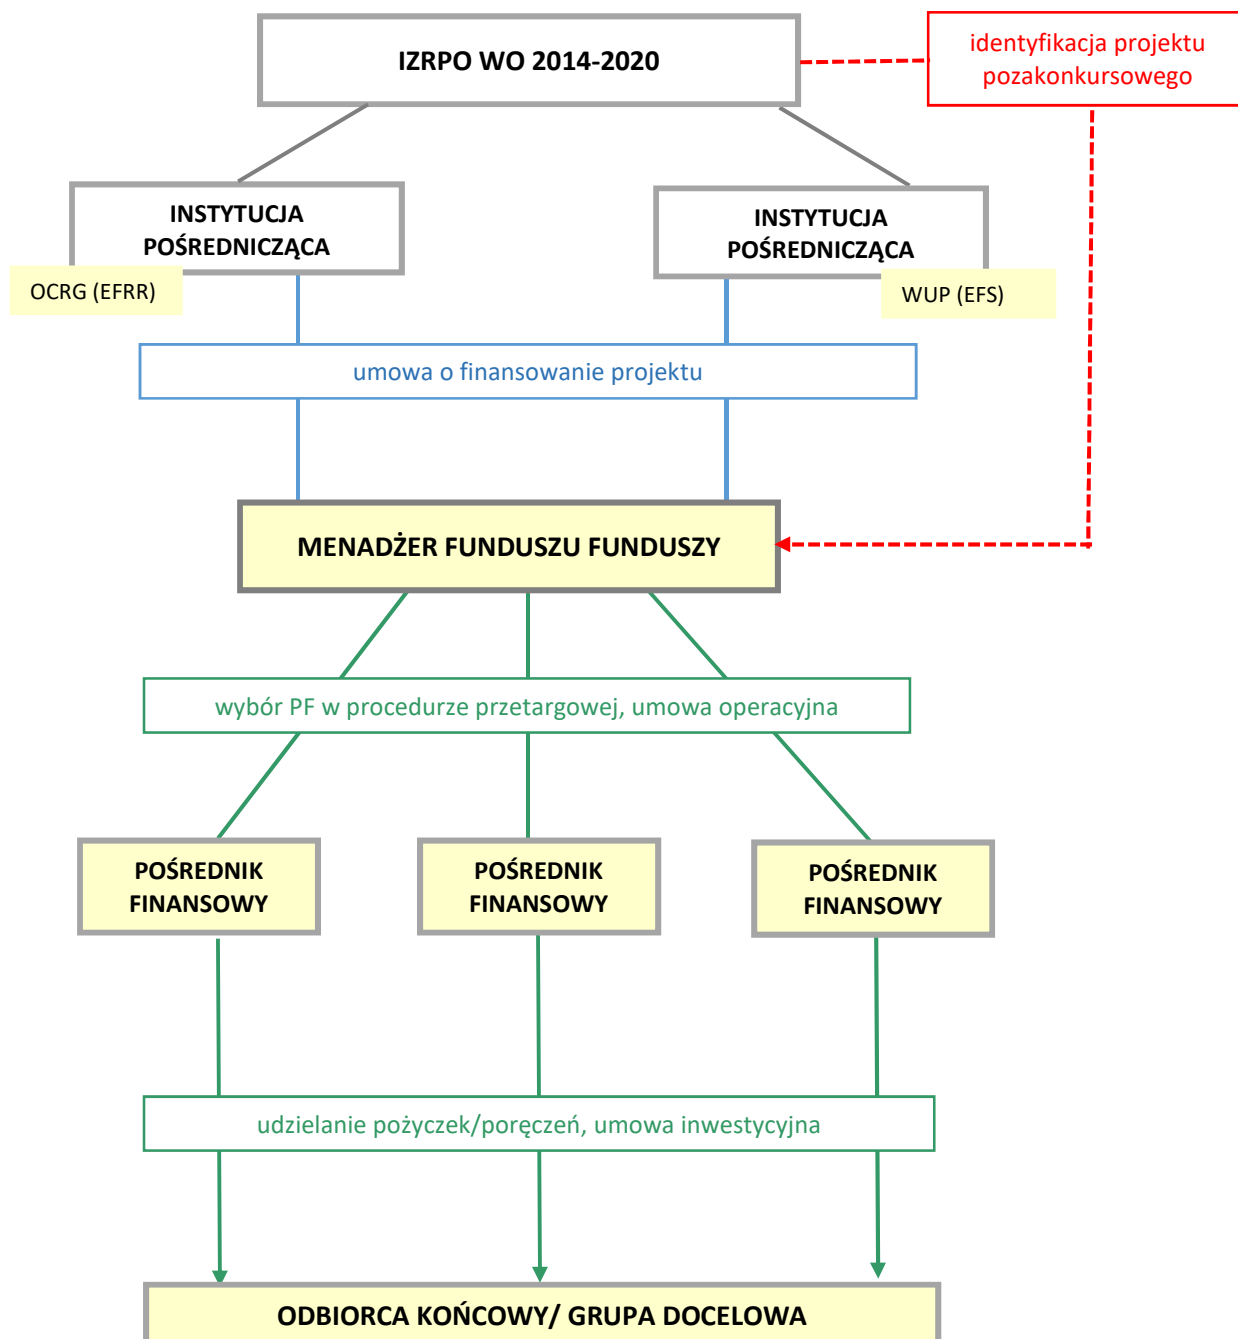 IZRPO WO 2014-2020
identyfikacja projektu
pozakonkursowego
INSTYTUCJA
POŚREDNICZĄCA
INSTYTUCJA
POŚREDNICZĄCA
OCRG (EFRR)
WUP (EFS)
umowa o finansowanie projektu
MENADŻER FUNDUSZU FUNDUSZY
wybór PF w procedurze przetargowej, umowa operacyjna
POŚREDNIK
FINANSOWY
POŚREDNIK
FINANSOWY
POŚREDNIK
FINANSOWY
udzielanie pożyczek/poręczeń, umowa inwestycyjna
ODBIORCA KOŃCOWY/ GRUPA DOCELOWA